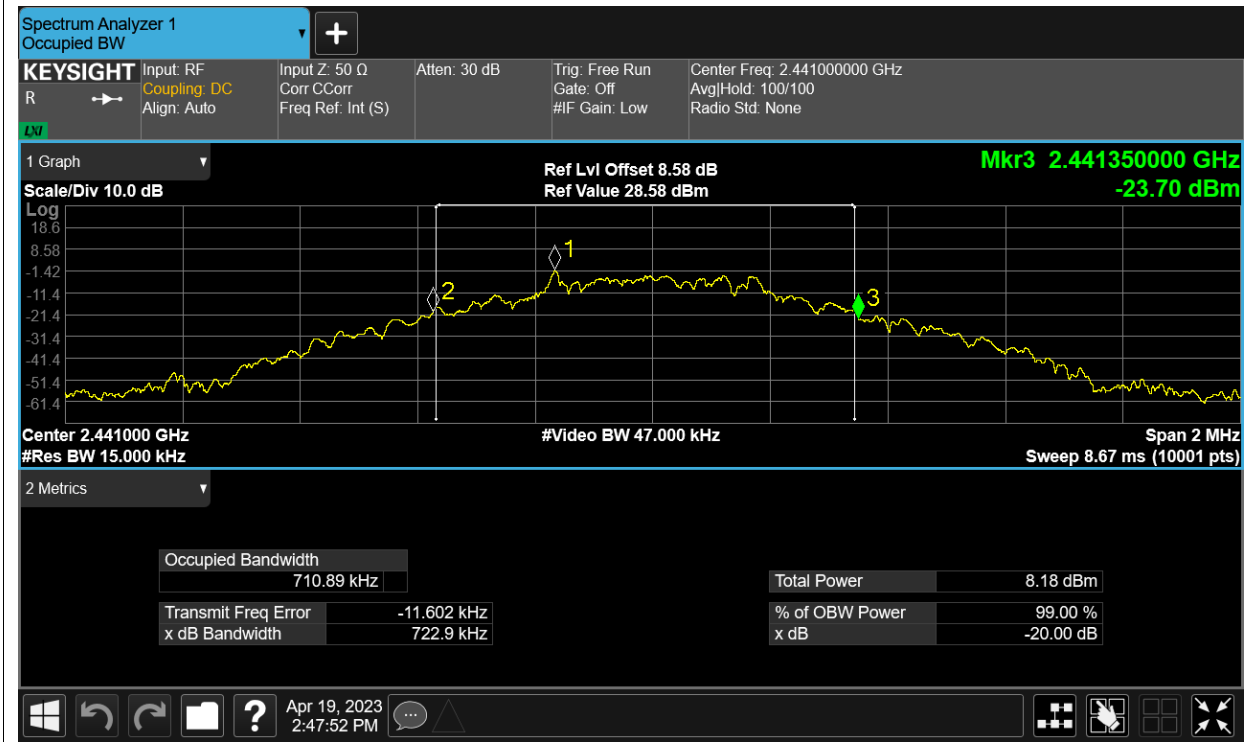 Spectrum Analyzer 1
Occupied BW
KEYSIGHT
R
LXI
Input: RF
Coupling: DC
Align: Auto
Input Z: 50 Ω
Corr CCorr
Freq Ref: Int (S)
Atten: 30 dB
Trig: Free Run
Gate: Off
#IF Gain: Low
Center Freq: 2.441000000 GHz
Avg|Hold: 100/100
Radio Std: None
1 Graph
Scale/Div 10.0 dB
Ref Lvl Offset 8.58 dB
Ref Value 28.58 dBm
Mkr3 2.441350000 GHz
-23.70 dBm
Log
18.6
8.58
-1.42
-11.4
-21.4
-31.4
-41.4
-51.4
-61.4
1
2
3
Center 2.441000 GHz
#Video BW 47.000 kHz
Span 2 MHz
#Res BW 15.000 kHz
Sweep 8.67 ms (10001 pts)
2 Metrics
Occupied Bandwidth
710.89 kHz
Transmit Freq Error -11.602 kHz
x dB Bandwidth 722.9 kHz
Total Power 8.18 dBm
% of OBW Power 99.00 %
x dB -20.00 dB
?
Apr 19, 2023
2:47:52 PM